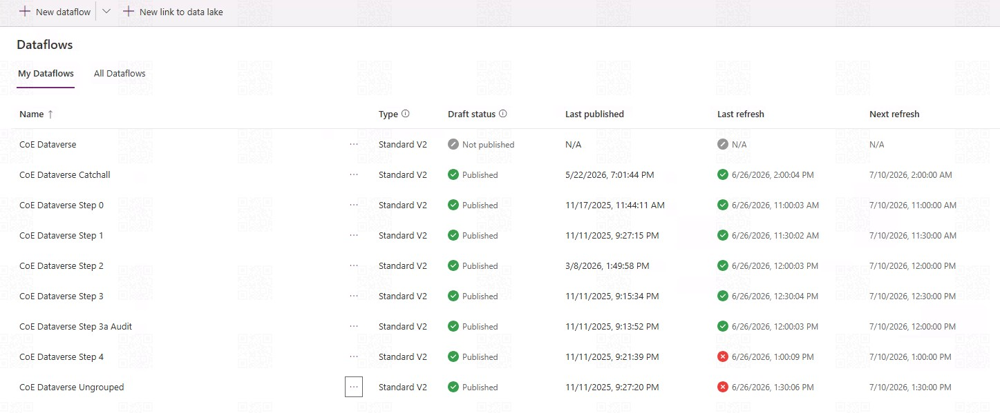 New dataflow New link to data lake
Dataflows
My Dataflows All Dataflows
Name ↑ Type Draft status Last published Last refresh Next refresh
CoE Dataverse ... Standard V2 Not published N/A N/A N/A
CoE Dataverse Catchall ... Standard V2 Published 5/22/2026, 7:01:44 PM 6/26/2026, 2:00:04 PM 7/10/2026, 2:00:00 AM
CoE Dataverse Step 0 ... Standard V2 Published 11/17/2025, 11:44:11 AM 6/26/2026, 11:00:03 AM 7/10/2026, 11:00:00 AM
CoE Dataverse Step 1 ... Standard V2 Published 11/11/2025, 9:27:15 PM 6/26/2026, 11:30:02 AM 7/10/2026, 11:30:00 AM
CoE Dataverse Step 2 ... Standard V2 Published 3/8/2026, 1:49:58 PM 6/26/2026, 12:00:03 PM 7/10/2026, 12:00:00 PM
CoE Dataverse Step 3 ... Standard V2 Published 11/11/2025, 9:15:34 PM 6/26/2026, 12:30:04 PM 7/10/2026, 12:30:00 PM
CoE Dataverse Step 3a Audit ... Standard V2 Published 11/11/2025, 9:13:52 PM 6/26/2026, 12:00:03 PM 7/10/2026, 12:00:00 PM
CoE Dataverse Step 4 ... Standard V2 Published 11/11/2025, 9:21:39 PM 6/26/2026, 1:00:09 PM 7/10/2026, 1:00:00 PM
CoE Dataverse Ungrouped ... Standard V2 Published 11/11/2025, 9:27:20 PM 6/26/2026, 1:30:06 PM 7/10/2026, 1:30:00 PM